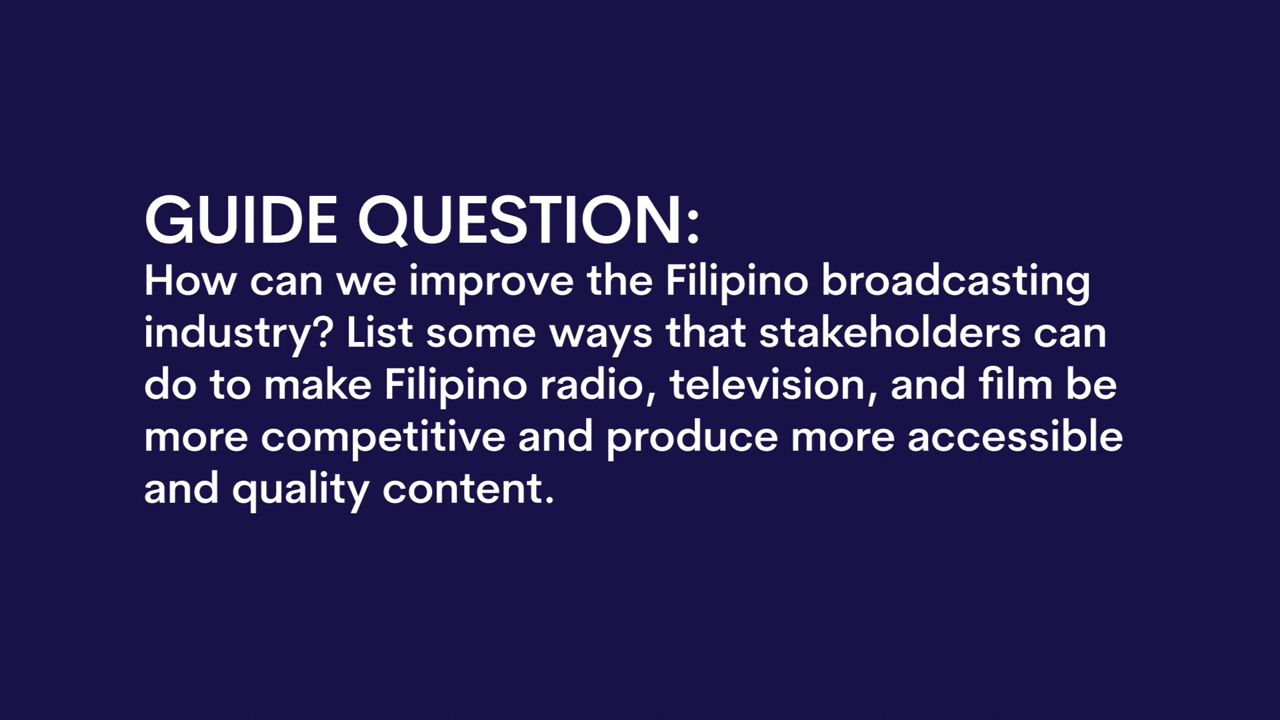 GUIDE QUESTION:
How can we improve the Filipino broadcasting
industry? List some ways that stakeholders can
do to make Filipino radio, television, and film be
more competitive and produce more accessible
and quality content.